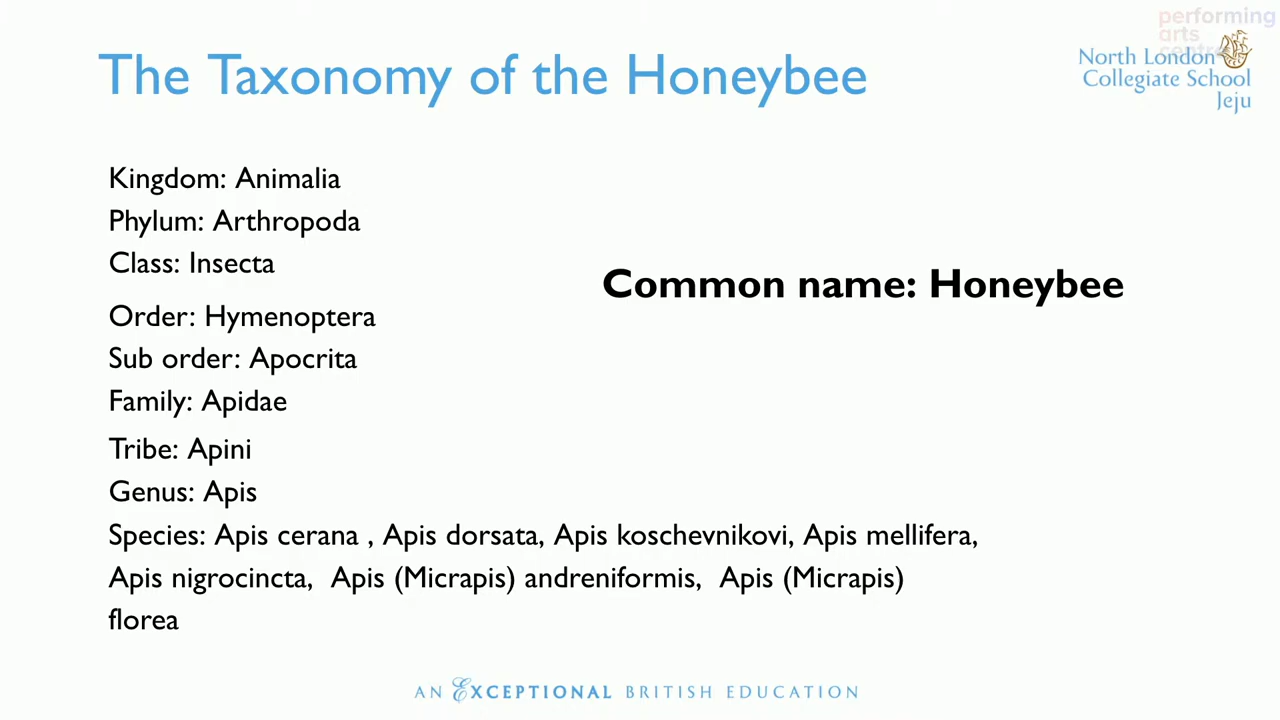 performing
arts
centre
North London
Collegiate School
Jeju
The Taxonomy of the Honeybee
Kingdom: Animalia
Phylum: Arthropoda
Class: Insecta
Common name: Honeybee
Order: Hymenoptera
Sub order: Apocrita
Family: Apidae
Tribe: Apini
Genus: Apis
Species: Apis cerana , Apis dorsata, Apis koschevnikovi, Apis mellifera,
Apis nigrocincta, Apis (Micrapis) andreniformis, Apis (Micrapis)
florea
AN EXCEPTIONAL BRITISH EDUCATION